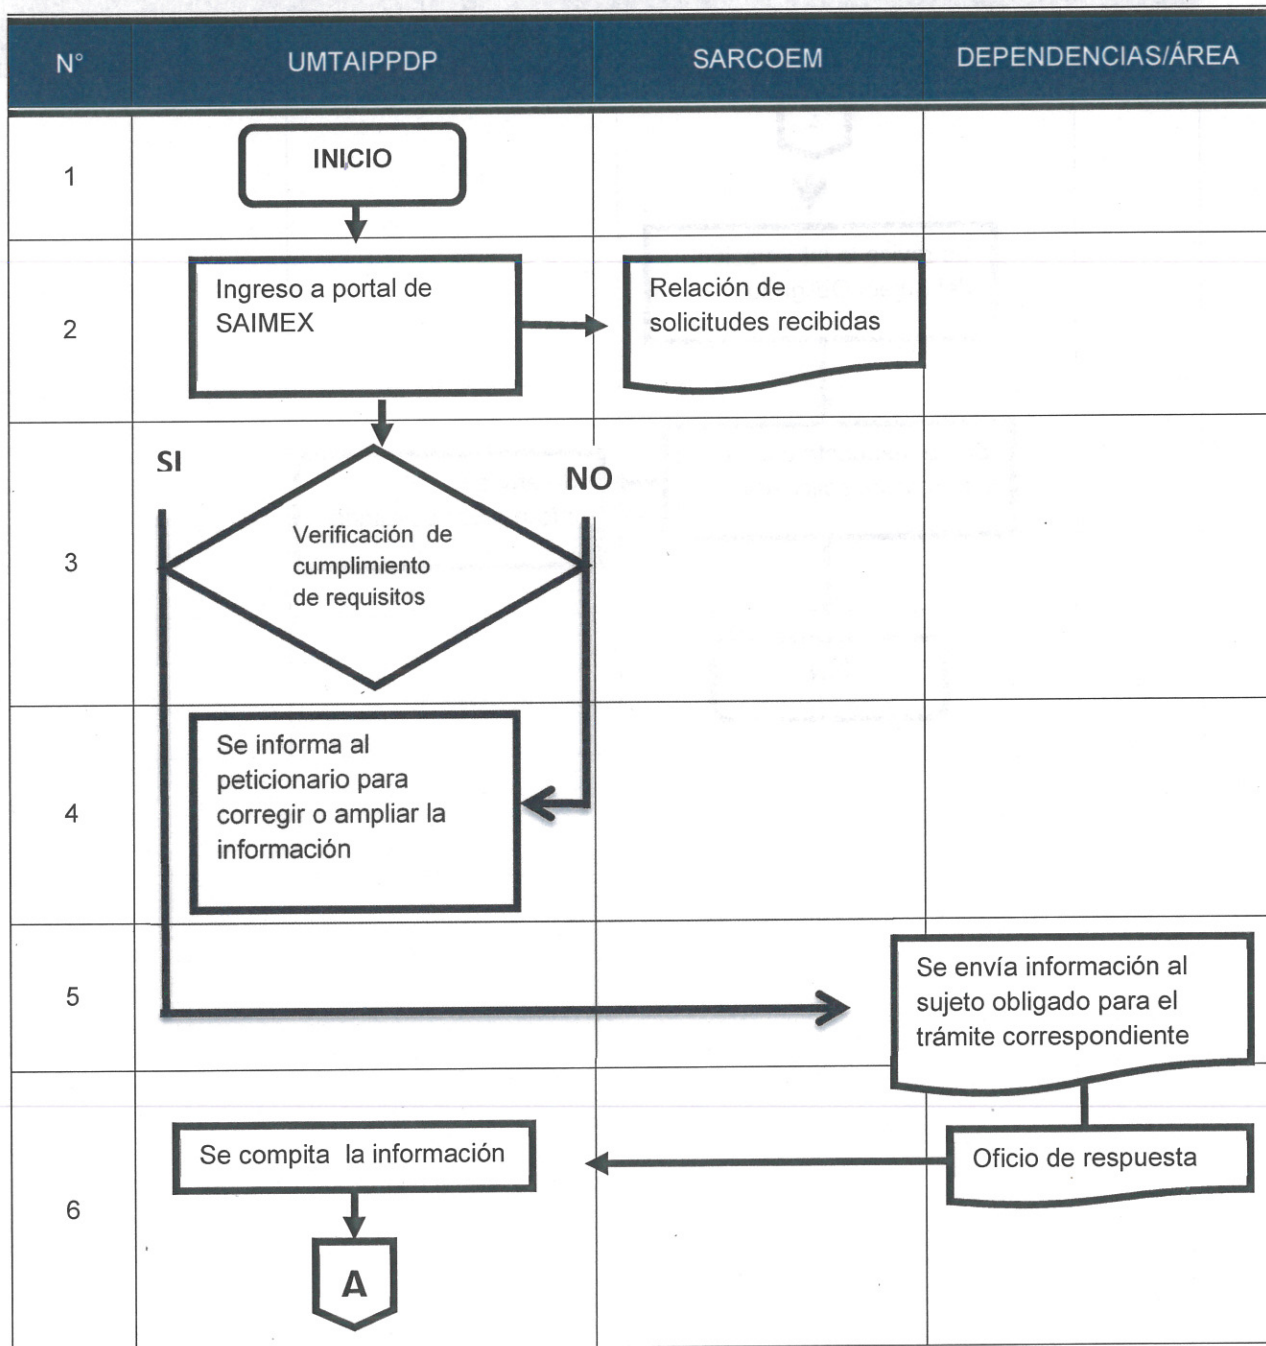 N° UMTAIPPDP SARCOEM DEPENDENCIAS/ÁREA
1
INICIO
2
Ingreso a portal de
SAIMEX
Relación de
solicitudes recibidas
SI
NO
3
Verificación de
cumplimiento
de requisitos
4
Se informa al
peticionario para
corregir o ampliar la
información
5
Se envía información al
sujeto obligado para el
trámite correspondiente
6
Se compita la información
Oficio de respuesta
A